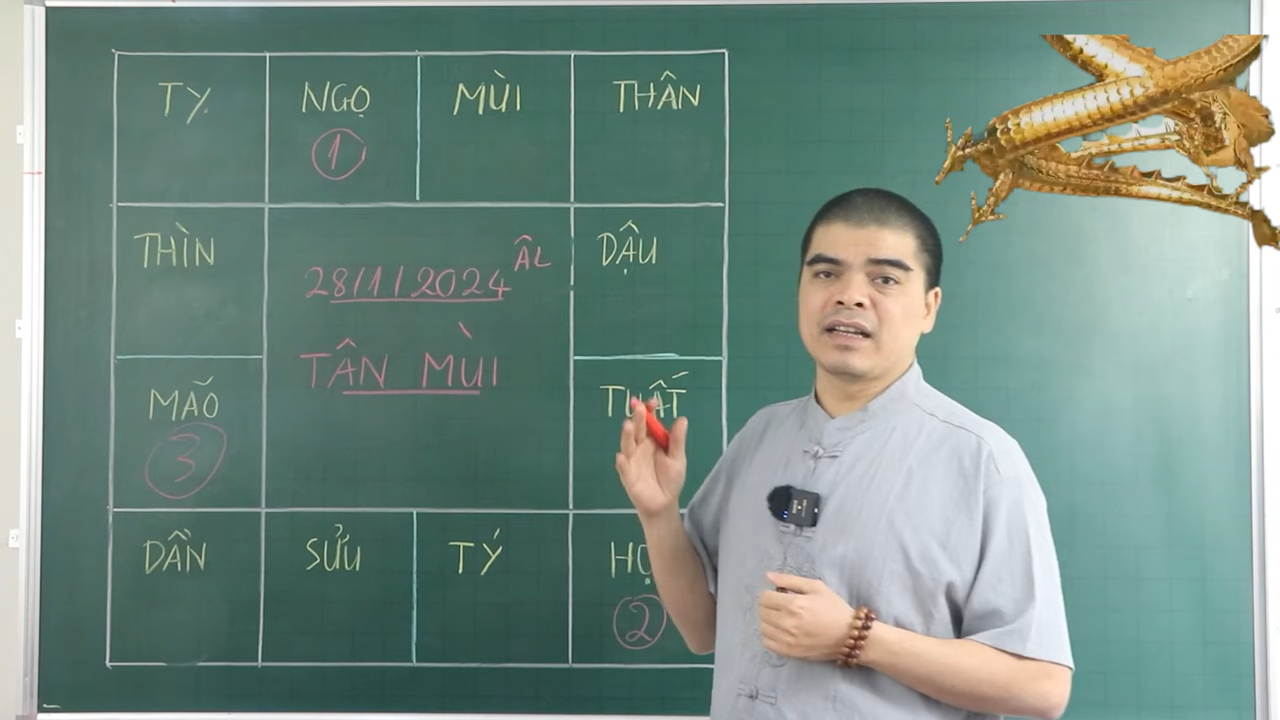 TỴ NGỌ MÙI THÂN
1
THÌN DẬU
28/1/2024 ÂL
TÂN MÙI
MÃO TUẤT
3
DẦN SỬU TÝ
2